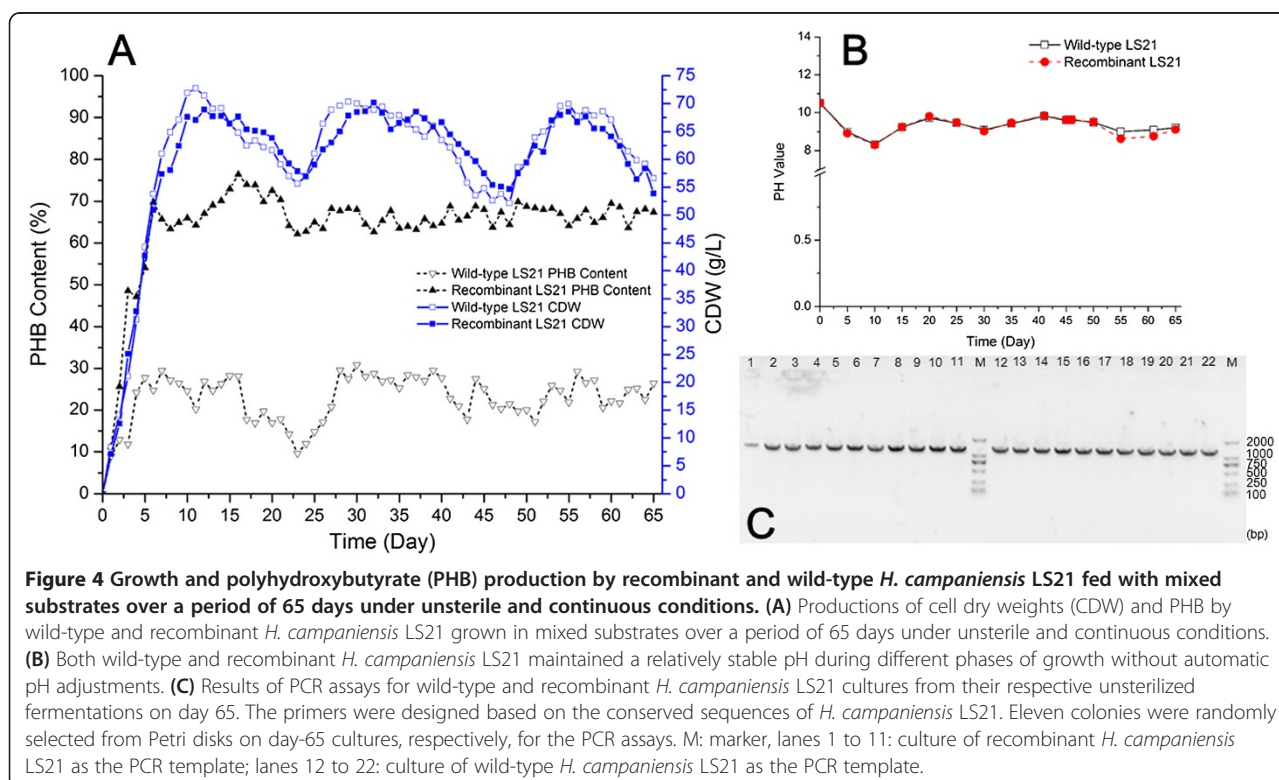 A
PHB Content (%)
100
90
80
70
60
50
40
30
20
10
0
75
70
65
60
55
50
45
40
35
30
25
20
15
10
5
0
CDW (g/L)
Wild-type LS21 PHB Content
Recombinant LS21 PHB Content
Wild-type LS21 CDW
Recombinant LS21 CDW
0 5 10 15 20 25 30 35 40 45 50 55 60 65
Time (Day)
B
Wild-type LS21
Recombinant LS21
PH Value
14
12
10
8
0.5
0.0
0 5 10 15 20 25 30 35 40 45 50 55 60 65
Time (Day)
1 2 3 4 5 6 7 8 9 10 11 M 12 13 14 15 16 17 18 19 20 21 22 M
2000
1000
750
500
250
100
(bp)
C
Figure 4 Growth and polyhydroxybutyrate (PHB) production by recombinant and wild-type H. campaniensis LS21 fed with mixed
substrates over a period of 65 days under unsterile and continuous conditions. (A) Productions of cell dry weights (CDW) and PHB by
wild-type and recombinant H. campaniensis LS21 grown in mixed substrates over a period of 65 days under unsterile and continuous conditions.
(B) Both wild-type and recombinant H. campaniensis LS21 maintained a relatively stable pH during different phases of growth without automatic
pH adjustments. (C) Results of PCR assays for wild-type and recombinant H. campaniensis LS21 cultures from their respective unsterilized
fermentations on day 65. The primers were designed based on the conserved sequences of H. campaniensis LS21. Eleven colonies were randomly
selected from Petri disks on day-65 cultures, respectively, for the PCR assays. M: marker, lanes 1 to 11: culture of recombinant H. campaniensis
LS21 as the PCR template; lanes 12 to 22: culture of wild-type H. campaniensis LS21 as the PCR template.